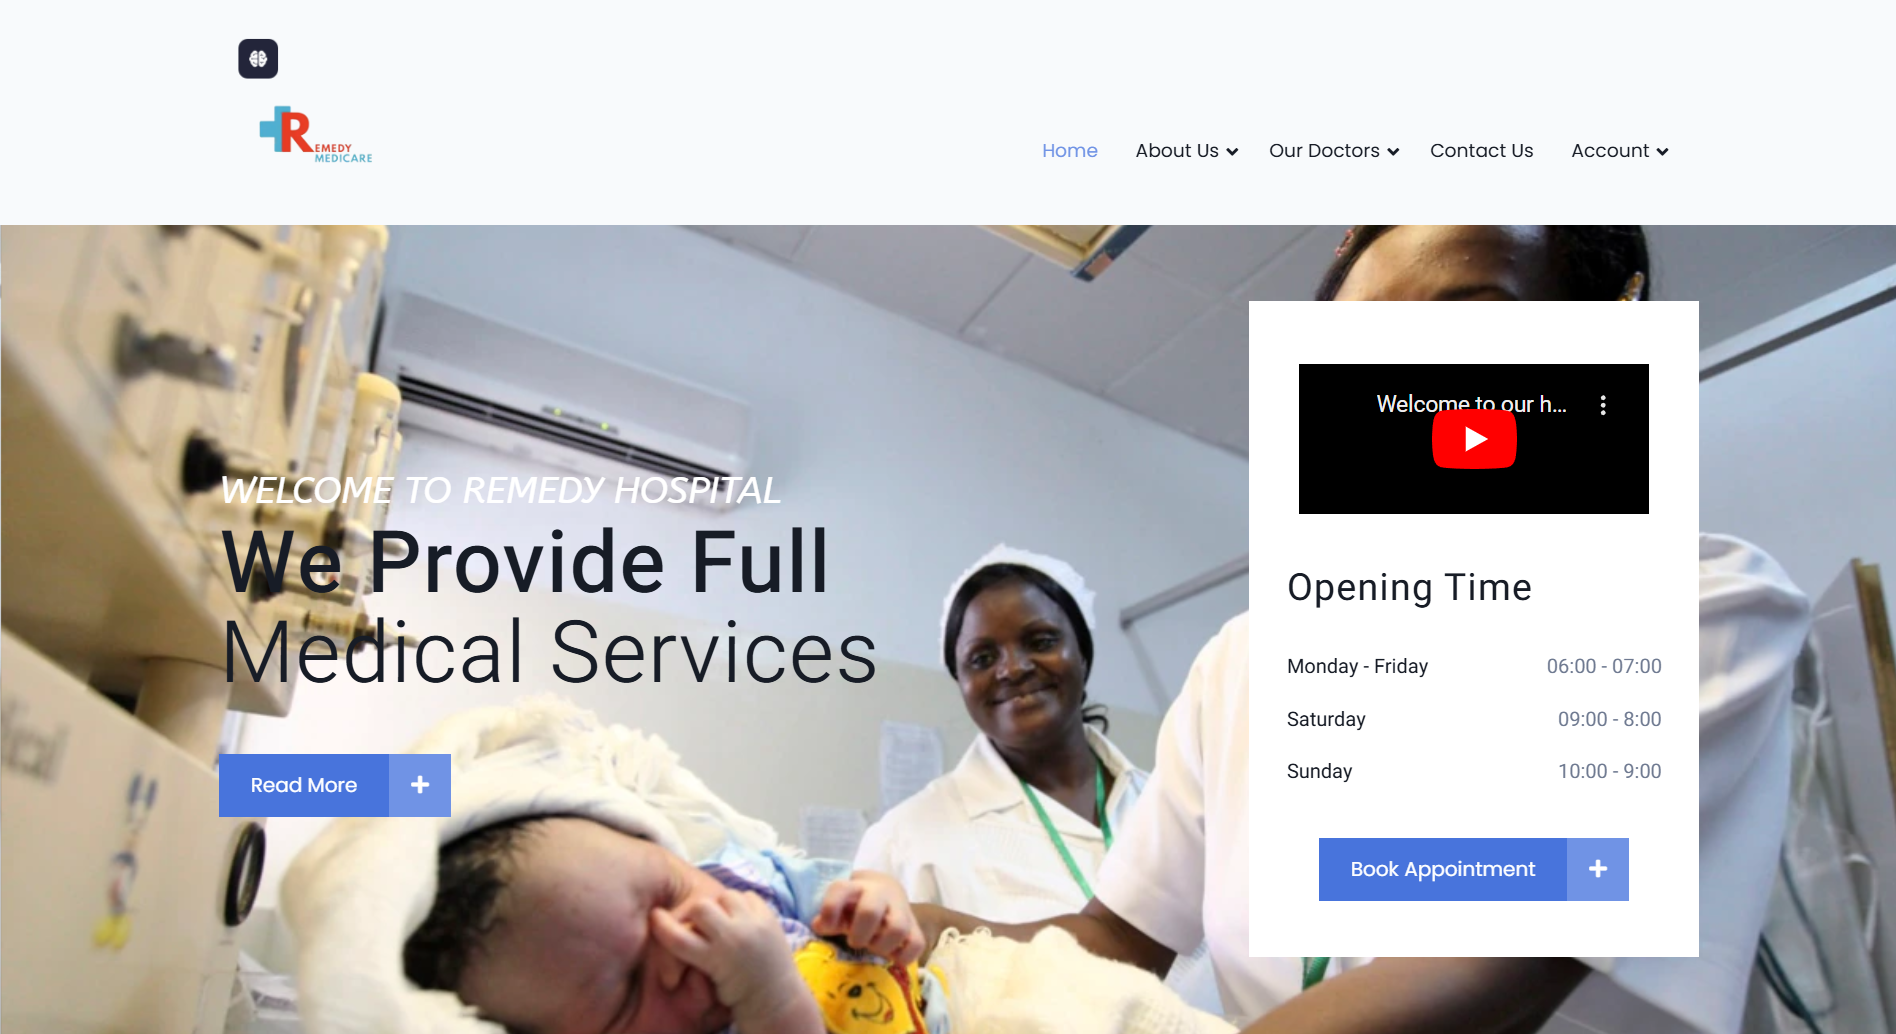 REMEDY
MEDICARE
Home
About Us
Our Doctors
Contact Us
Account
Welcome to our h...
WELCOME TO REMEDY HOSPITAL
We Provide Full
Medical Services
Read More +
Opening Time
Monday - Friday 06:00 - 07:00
Saturday 09:00 - 8:00
Sunday 10:00 - 9:00
Book Appointment +